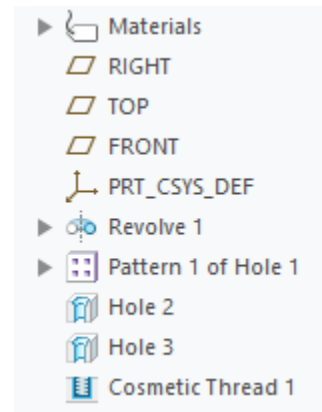 Materials
RIGHT
TOP
FRONT
PRT_CSYS_DEF
Revolve 1
Pattern 1 of Hole 1
Hole 2
Hole 3
Cosmetic Thread 1